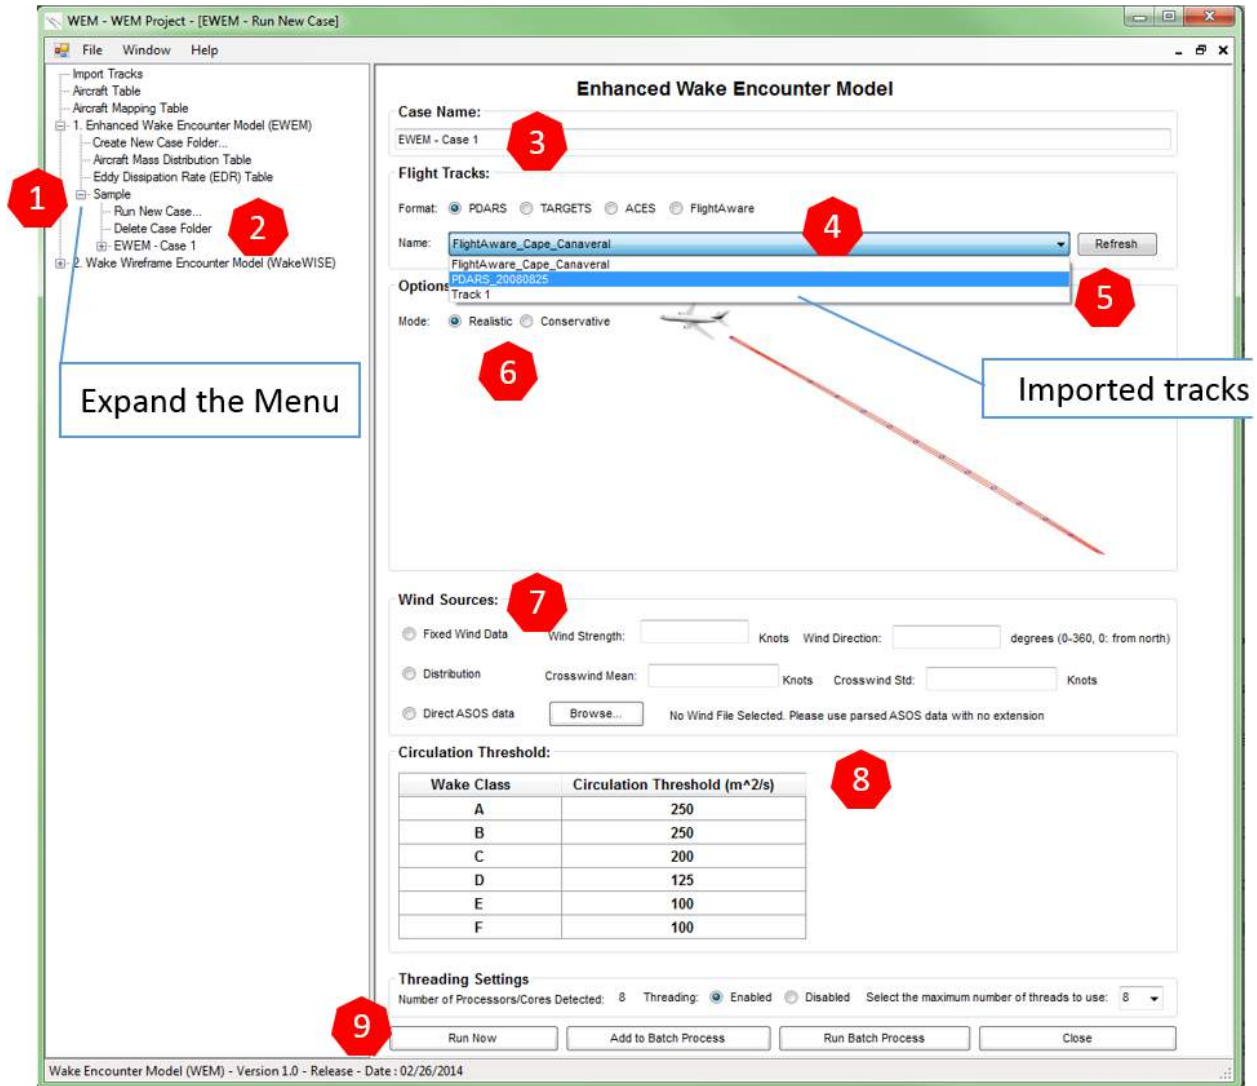 WEM - WEM Project - [EWEM - Run New Case]
File Window Help
Import Tracks
Aircraft Table
Aircraft Mapping Table
1. Enhanced Wake Encounter Model (EWEM)
Create New Case Folder...
Aircraft Mass Distribution Table
Eddy Dissipation Rate (EDR) Table
1
Sample
Run New Case...
2
Delete Case Folder
EWEM - Case 1
2. Wake Wireframe Encounter Model (WakeWISE)
Expand the Menu
Enhanced Wake Encounter Model
Case Name:
3
EWEM - Case 1
Flight Tracks:
Format: PDARS TARGETS ACES FlightAware
4
Name: FlightAware_Cape_Canaveral Refresh
FlightAware_Cape_Canaveral
PDARS_20080825
Track 1
5
Options
Mode: Realistic Conservative
6
Imported tracks
Wind Sources:
7
Fixed Wind Data Wind Strength: Knots Wind Direction: degrees (0-360, 0: from north)
Distribution Crosswind Mean: Knots Crosswind Std: Knots
Direct ASOS data Browse... No Wind File Selected. Please use parsed ASOS data with no extension
Circulation Threshold:
8
Wake Class Circulation Threshold (m^2/s)
A 250
B 250
C 200
D 125
E 100
F 100
Threading Settings
Number of Processors/Cores Detected: 8 Threading: Enabled Disabled Select the maximum number of threads to use: 8
9
Run Now Add to Batch Process Run Batch Process Close
Wake Encounter Model (WEM) - Version 1.0 - Release - Date : 02/26/2014